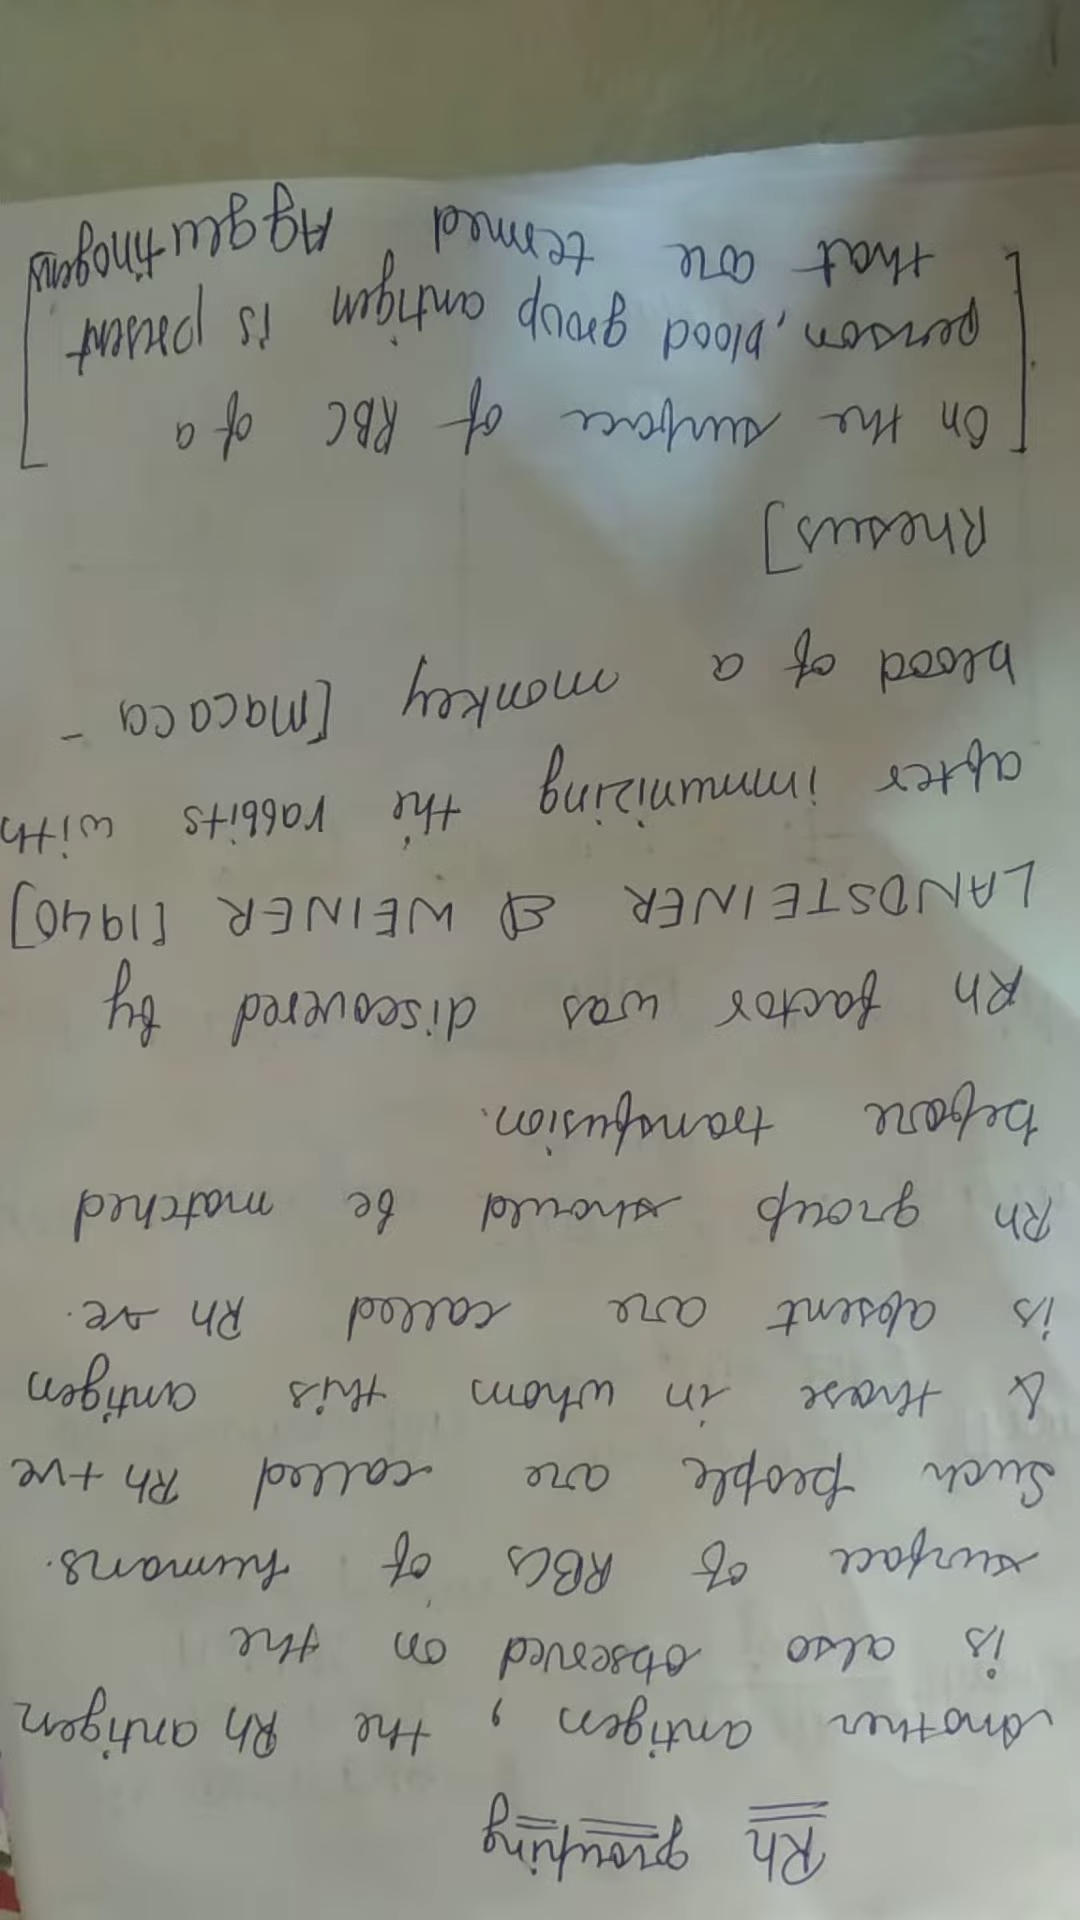 Rh grouping
Another antigen, the Rh antigen
is also observed on the
surface of RBCs of humans.
Such people are called Rh +ve
& those in whom this antigen
is absent are called Rh -ve.
Rh group should be matched
before transfusion.
Rh factor was discovered by
LANDSTEINER & WEINER [1940]
after immunizing the rabbits with
blood of a monkey [Macaca -
Rhesus]
[On the surface of RBC of a
person, blood group antigen is present
that are termed Agglutinogens]